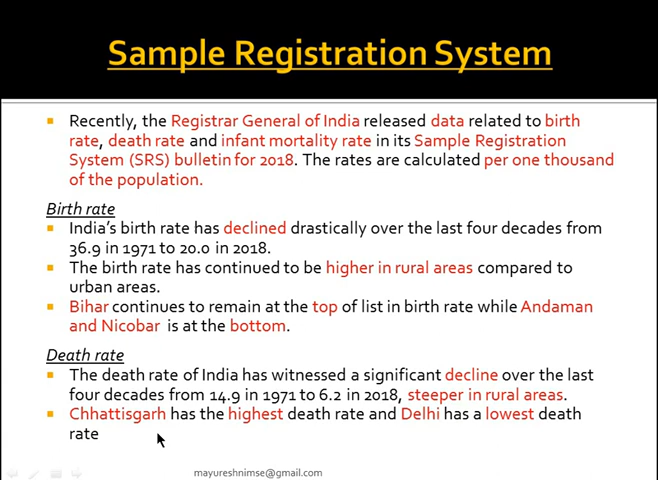 Sample Registration System
Recently, the Registrar General of India released data related to birth
rate, death rate and infant mortality rate in its Sample Registration
System (SRS) bulletin for 2018. The rates are calculated per one thousand
of the population.
Birth rate
India's birth rate has declined drastically over the last four decades from
36.9 in 1971 to 20.0 in 2018.
The birth rate has continued to be higher in rural areas compared to
urban areas.
Bihar continues to remain at the top of list in birth rate while Andaman
and Nicobar is at the bottom.
Death rate
The death rate of India has witnessed a significant decline over the last
four decades from 14.9 in 1971 to 6.2 in 2018, steeper in rural areas.
Chhattisgarh has the highest death rate and Delhi has a lowest death
rate
mayureshnimse@gmail.com